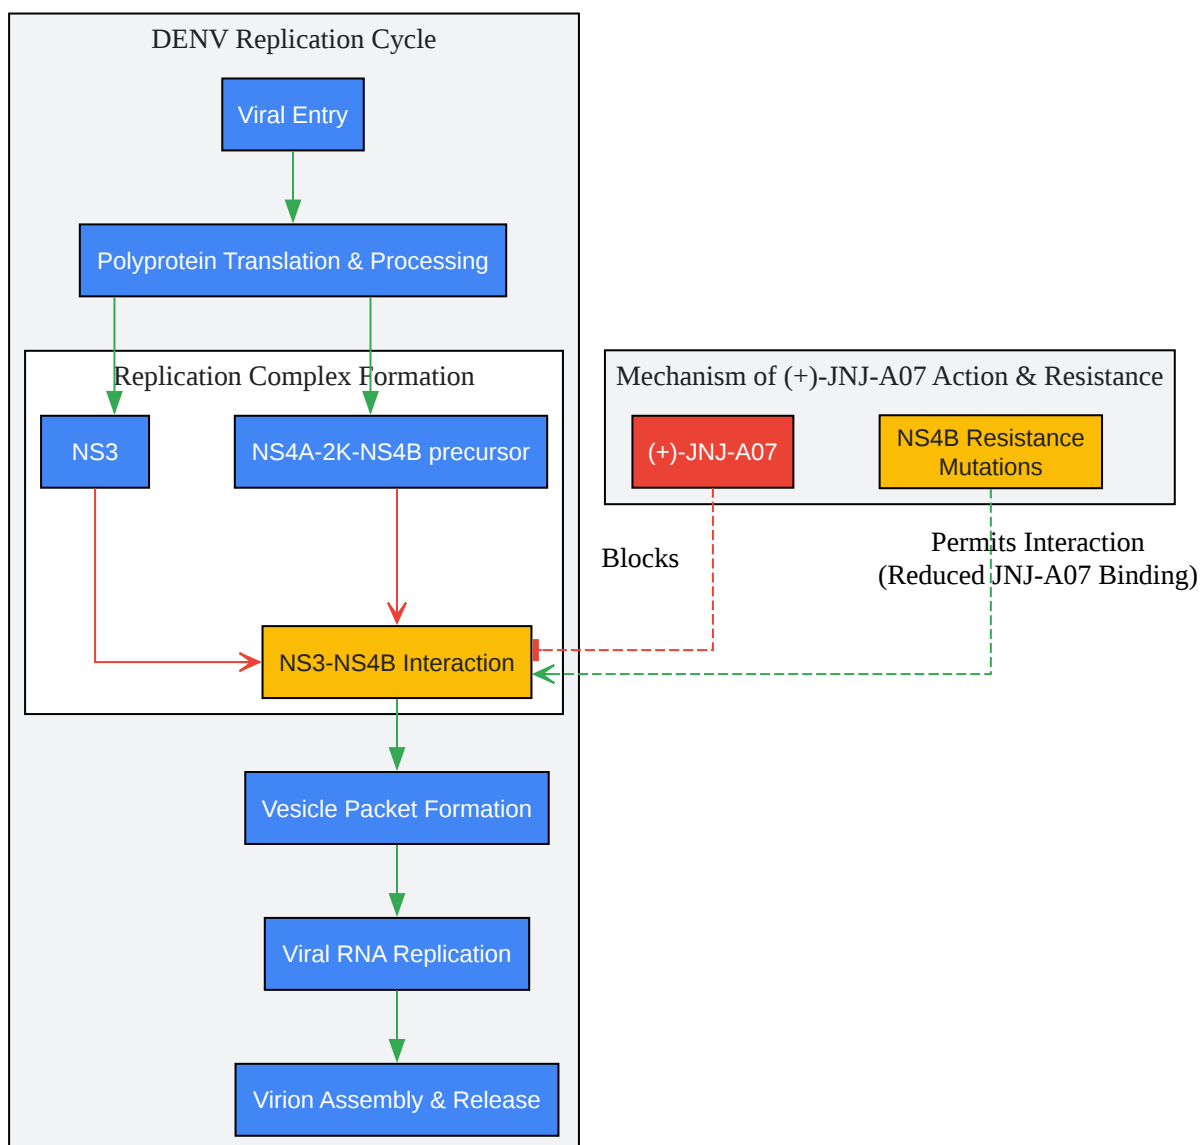 DENV Replication Cycle
Viral Entry
Polyprotein Translation & Processing
Replication Complex Formation
NS3
NS4A-2K-NS4B precursor
NS3-NS4B Interaction
Vesicle Packet Formation
Viral RNA Replication
Virion Assembly & Release
Mechanism of (+)-JNJ-A07 Action & Resistance
(+)-JNJ-A07
NS4B Resistance
Mutations
Blocks
Permits Interaction
(Reduced JNJ-A07 Binding)